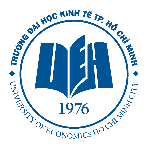 TRƯỜNG ĐẠI HỌC KINH TẾ TP. HỒ CHÍ MINH
UEH
1976
UNIVERSITY OF ECONOMICS HO CHI MINH CITY